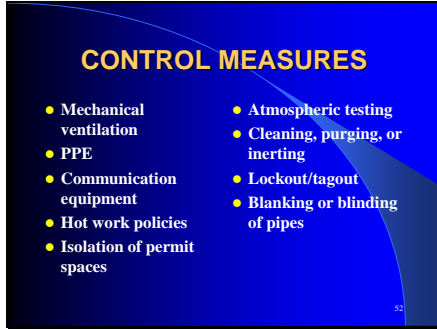 CONTROL MEASURES
Mechanical
ventilation
PPE
Communication
equipment
Hot work policies
Isolation of permit
spaces
Atmospheric testing
Cleaning, purging, or
inerting
Lockout/tagout
Blanking or blinding
of pipes
52